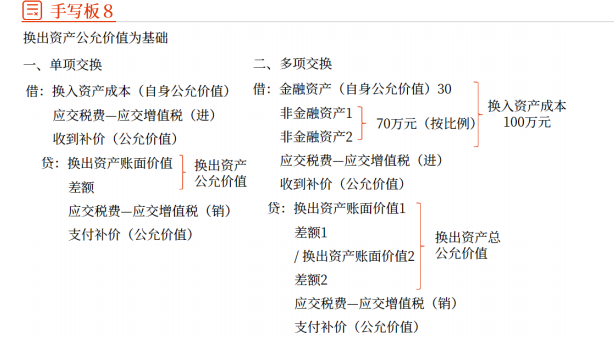 手写板8
换出资产公允价值为基础
一、单项交换
借：换入资产成本（自身公允价值）
应交税费—应交增值税（进）
收到补价（公允价值）
贷：换出资产账面价值
差额
换出资产
公允价值
应交税费—应交增值税（销）
支付补价（公允价值）
二、多项交换
借：金融资产（自身公允价值）30
非金融资产1
非金融资产2
70万元（按比例）
换入资产成本
100万元
应交税费—应交增值税（进）
收到补价（公允价值）
贷：换出资产账面价值1
差额1
/ 换出资产账面价值2
差额2
换出资产总
公允价值
应交税费—应交增值税（销）
支付补价（公允价值）